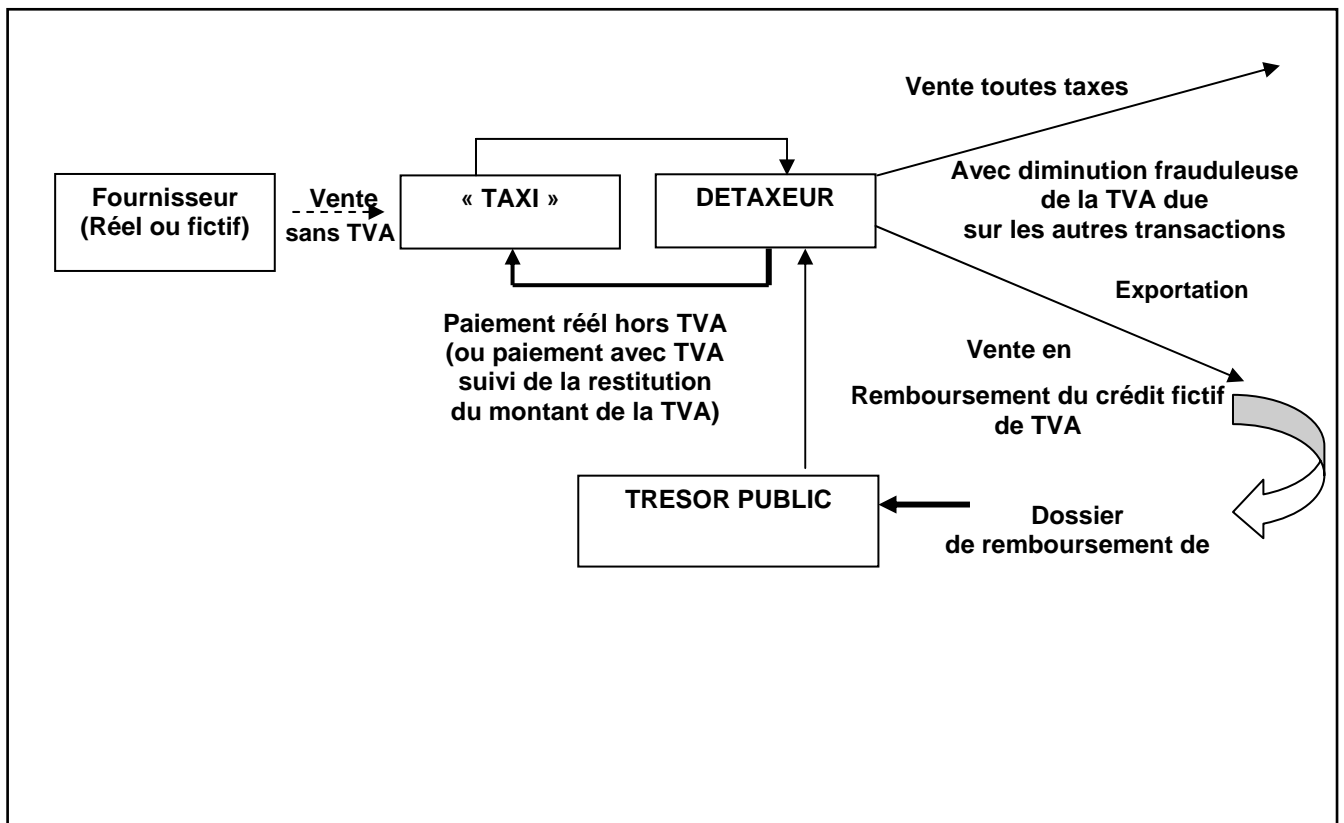 Vente toutes taxes
Fournisseur
(Réel ou fictif)
Vente
sans TVA
« TAXI »
DETAXEUR
Avec diminution frauduleuse
de la TVA due
sur les autres transactions
Exportation
Paiement réél hors TVA
(ou paiement avec TVA
suivi de la restitution
du montant de la TVA)
Vente en
Remboursement du crédit fictif
de TVA
TRESOR PUBLIC
Dossier
de remboursement de